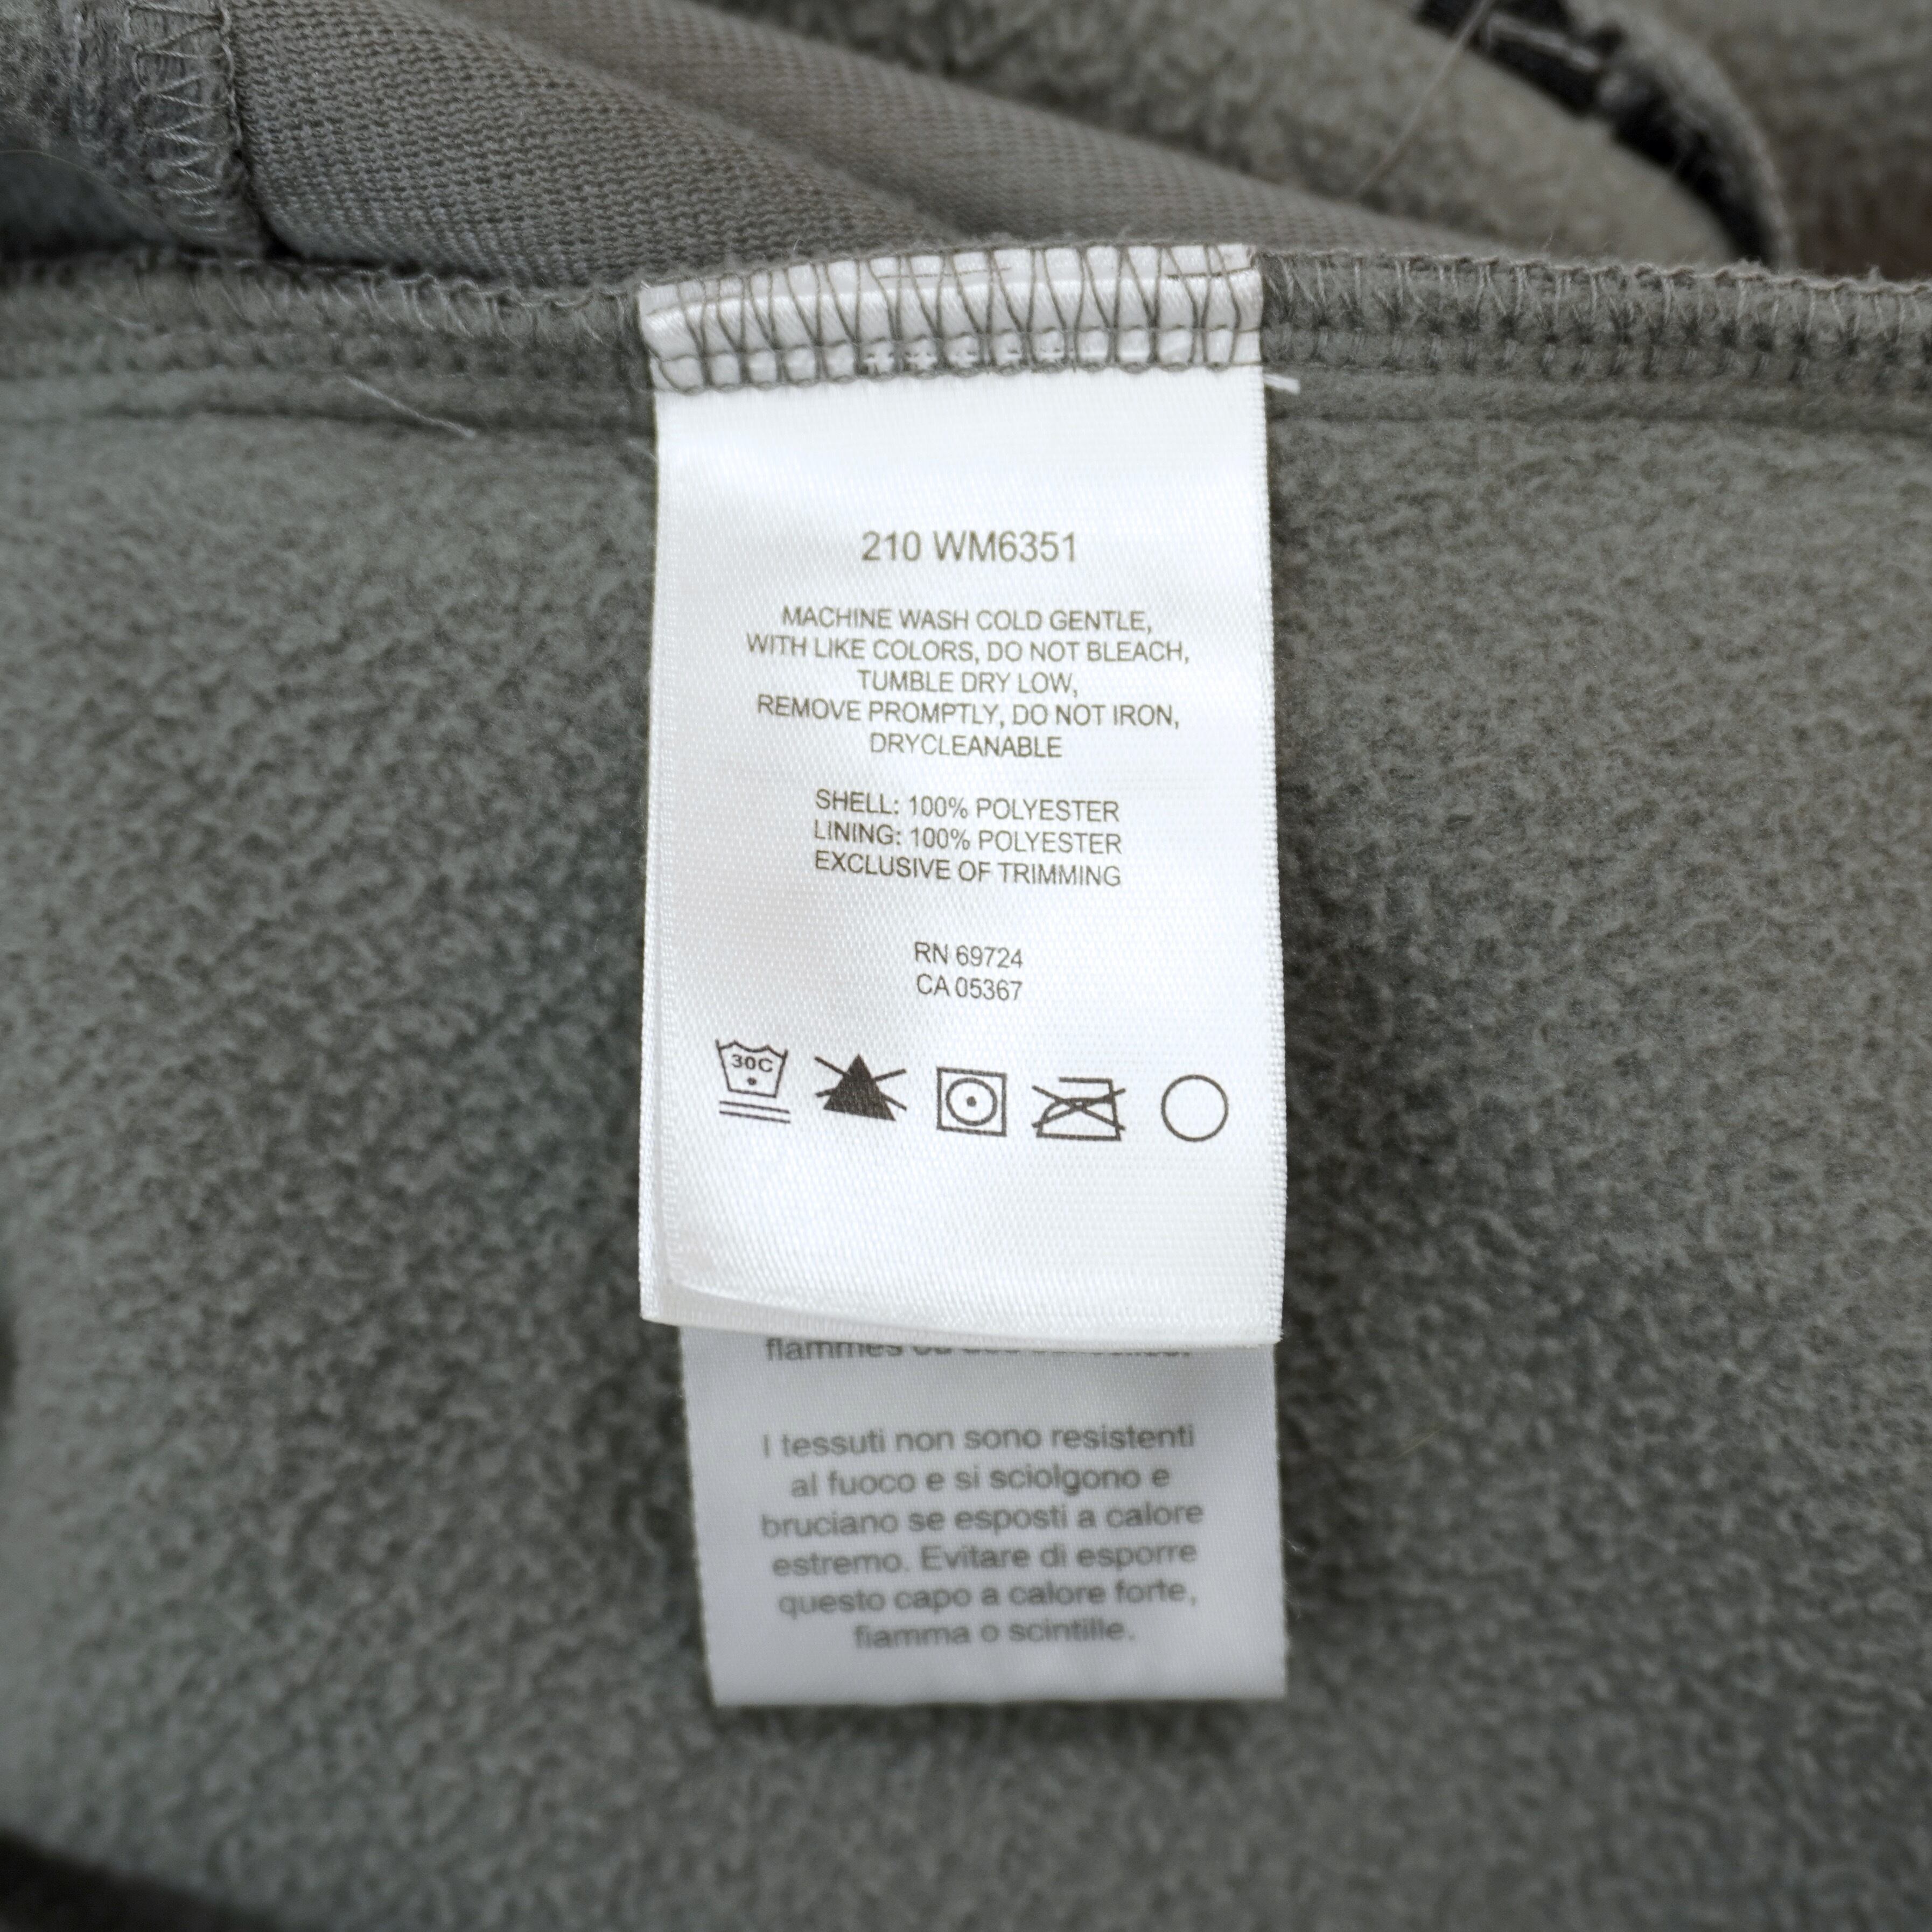 210 WM6351
MACHINE WASH COLD GENTLE,
WITH LIKE COLORS, DO NOT BLEACH,
TUMBLE DRY LOW,
REMOVE PROMPTLY, DO NOT IRON,
DRYCLEANABLE
SHELL: 100% POLYESTER
LINING: 100% POLYESTER
EXCLUSIVE OF TRIMMING
RN 69724
CA 05367
30C
flammes
I tessuti non sono resistenti
al fuoco e si sciolgono e
bruciano se esposti a calore
estremo. Evitare di esporre
questo capo a calore forte,
fiamma o scintille.